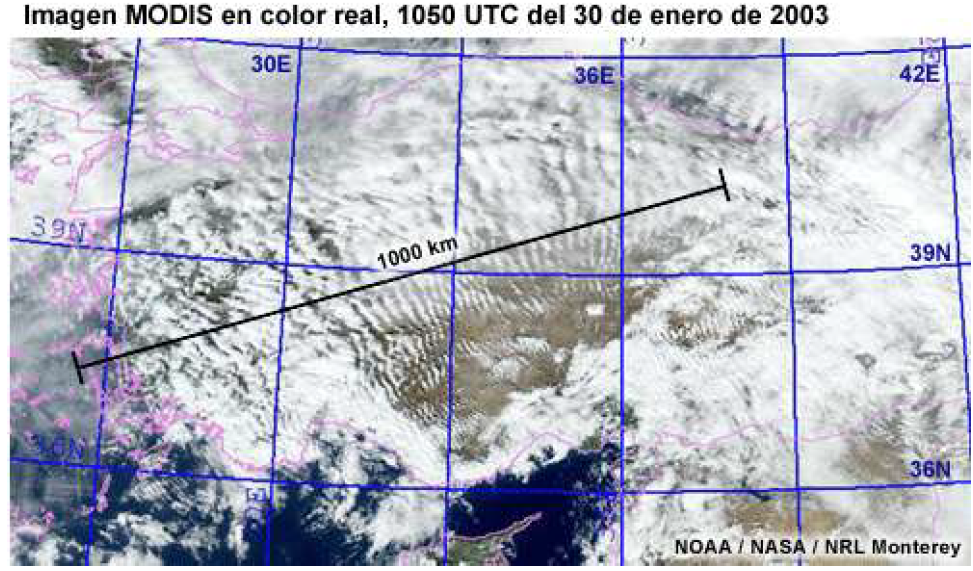 Imagen MODIS en color real, 1050 UTC del 30 de enero de 2003
30E
36E
42E
1000 km
39N
39N
36N
36N
NOAA / NASA / NRL Monterey